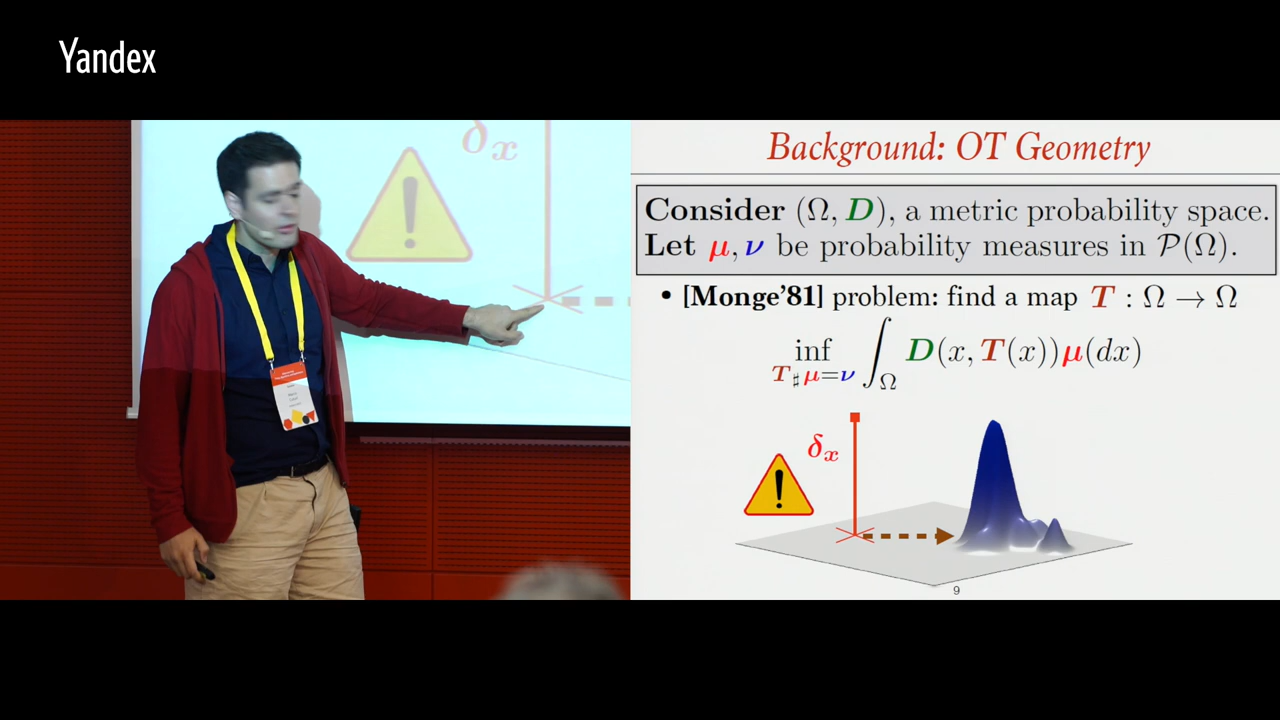 Yandex
δₓ
Background: OT Geometry
Consider (Ω, D), a metric probability space.
Let μ, ν be probability measures in 𝒫(Ω).
• [Monge'81] problem: find a map T : Ω → Ω
inf ∫_Ω D(x, T(x))μ(dx)
T♯μ=ν
δₓ
9